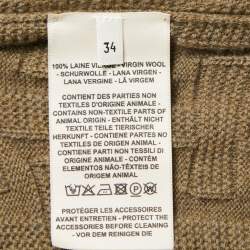 34
100% LAINE VIERGE - VIRGIN WOOL
- SCHURWOLLE - LANA VIRGEN
- LANA VERGINE - LANA VIRGEM
CONTIENT DES PARTIES NON
TEXTILES D'ORIGINE ANIMALE -
CONTAINS NON-TEXTILE PARTS OF
ANIMAL ORIGIN - ENTHÄLT NICHT
TEXTILE TEILE TIERISCHER
HERKUNFT - CONTIENE PARTES NO
TEXTILES DE ORIGEN ANIMAL -
CONTIENE PARTI NON TESSILI DI
ORIGINE ANIMALE - CONTÉM
ELEMENTOS NÃO-TÊXTEIS DE
ORIGEM ANIMAL
PROTÉGER LES ACCESSOIRES
AVANT ENTRETIEN - PROTECT THE
ACCESSORIES BEFORE CLEANING
- VOR DEM REINIGEN DIE